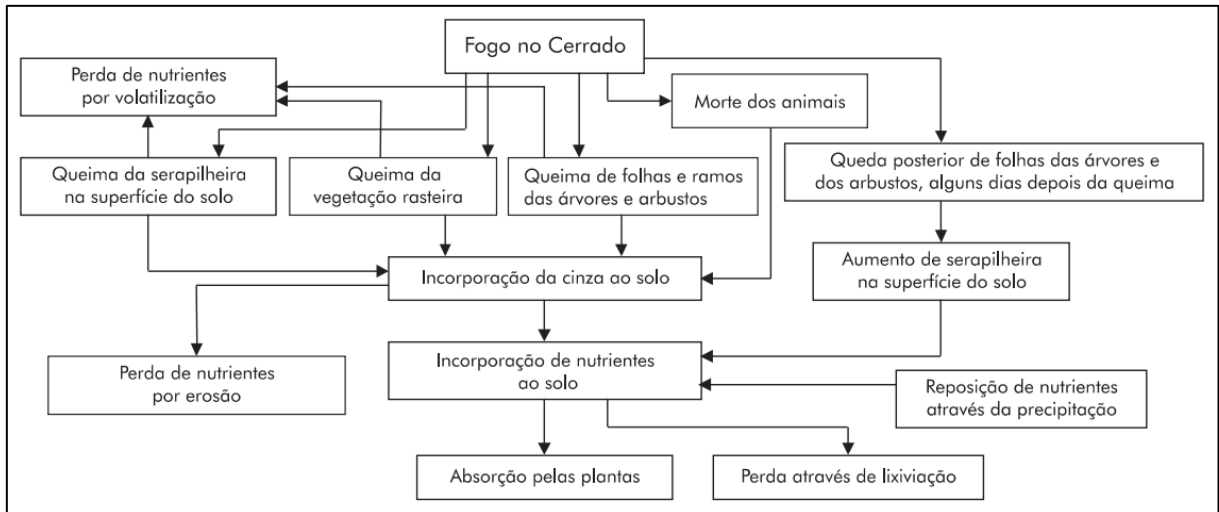 Fogo no Cerrado
Perda de nutrientes
por volatilização
Morte dos animais
Queima da serapilheira
na superfície do solo
Queima da
vegetação rasteira
Queima de folhas e ramos
das árvores e arbustos
Queda posterior de folhas das árvores e
dos arbustos, alguns dias depois da queima
Incorporação da cinza ao solo
Aumento de serapilheira
na superfície do solo
Perda de nutrientes
por erosão
Incorporação de nutrientes
ao solo
Reposição de nutrientes
através da precipitação
Absorção pelas plantas
Perda através de lixiviação